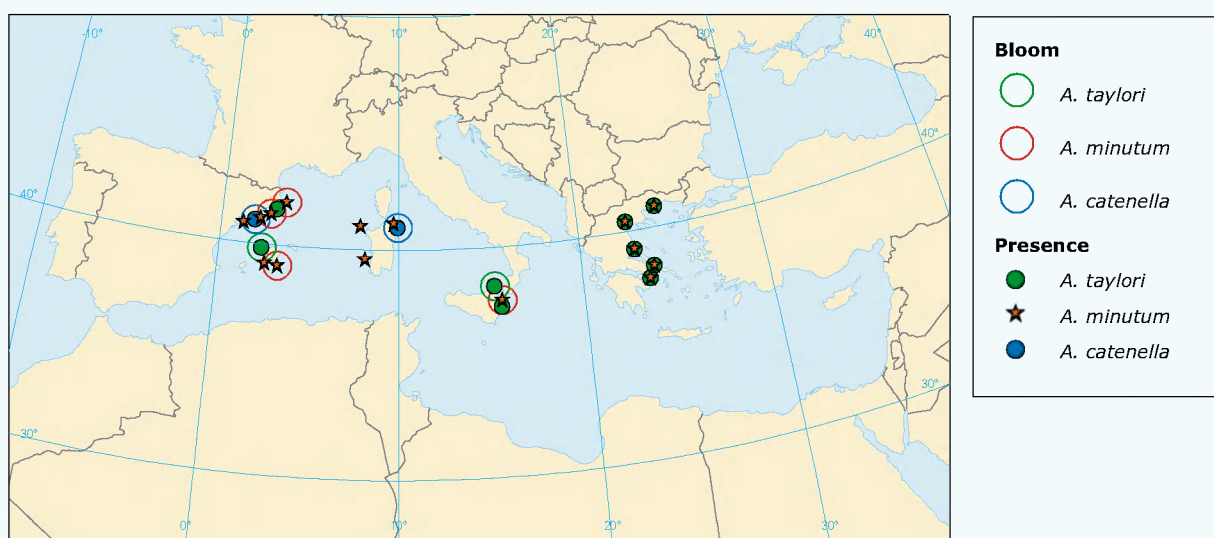 -10°
0°
10°
20°
30°
40°
40°
40°
30°
30°
0°
10°
20°
30°
Bloom
A. taylori
A. minutum
A. catenella
Presence
A. taylori
A. minutum
A. catenella